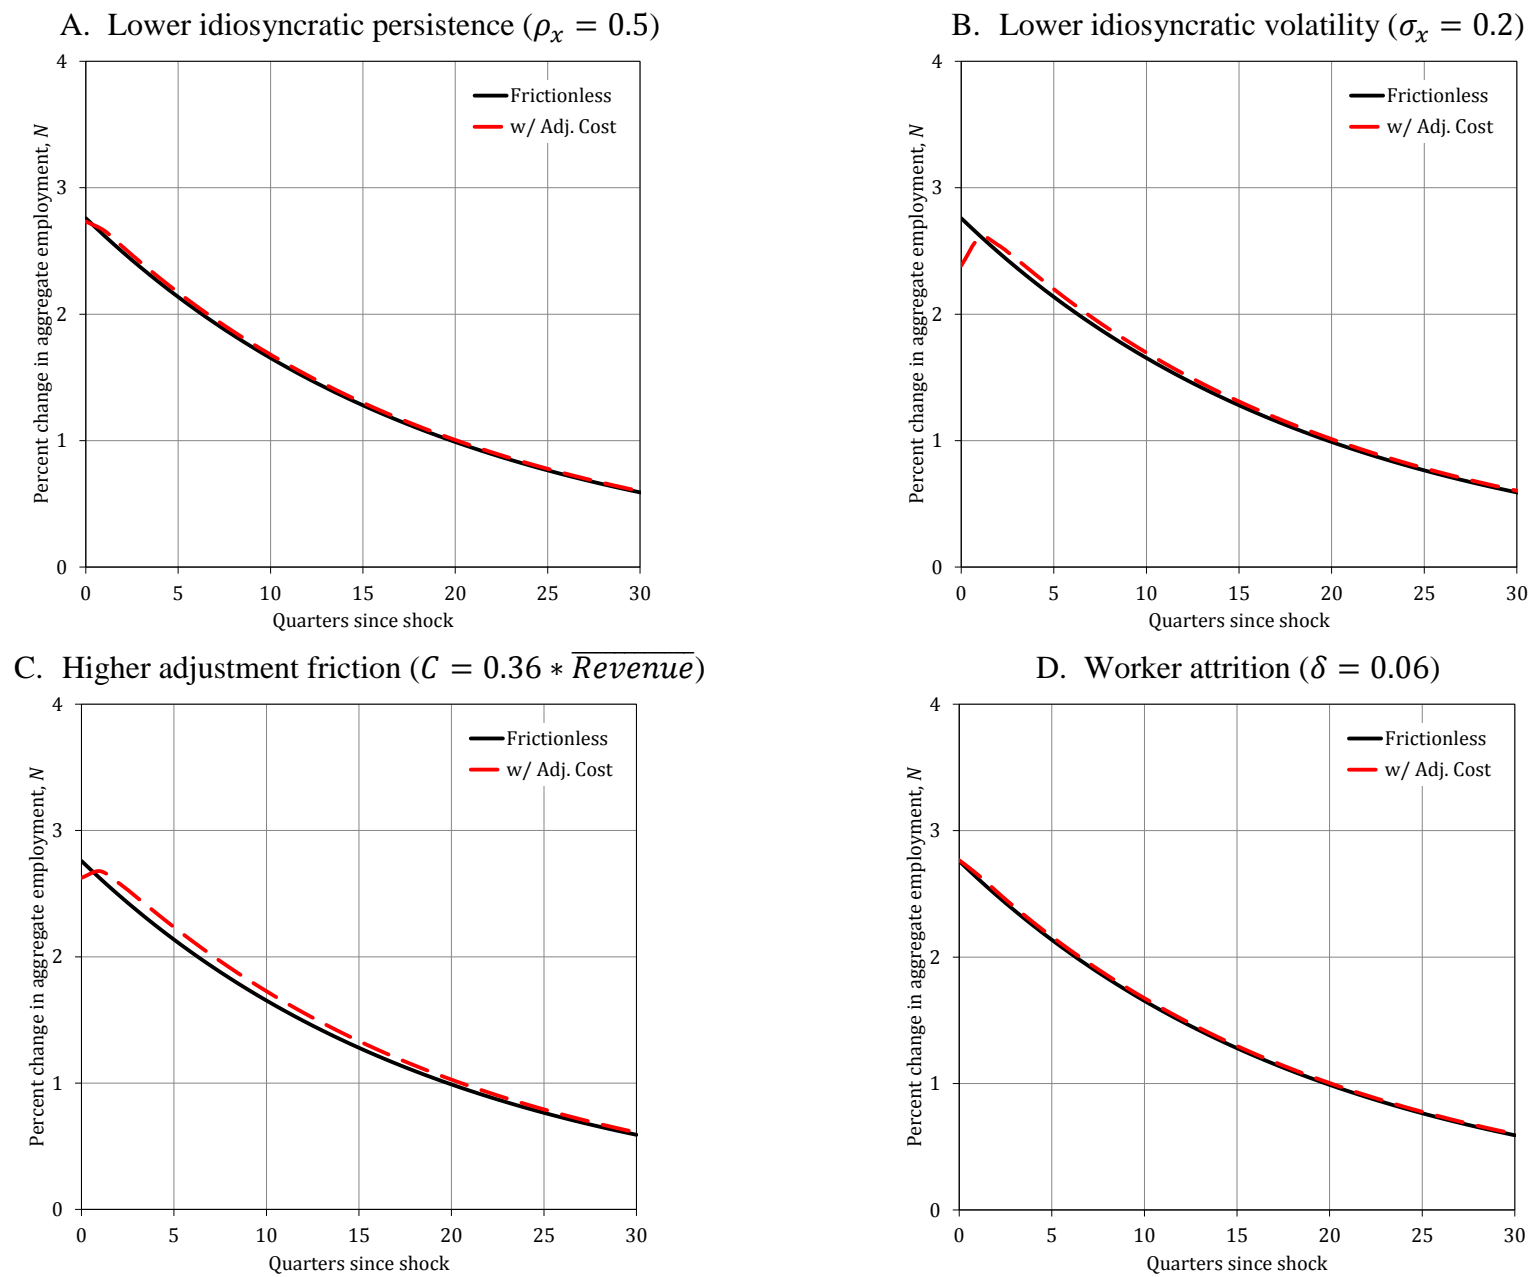 A. Lower idiosyncratic persistence (ρₓ = 0.5)
4
3
2
1
0
Percent change in aggregate employment, N
Frictionless
w/ Adj. Cost
0 5 10 15 20 25 30
Quarters since shock
B. Lower idiosyncratic volatility (σₓ = 0.2)
4
3
2
1
0
Percent change in aggregate employment, N
Frictionless
w/ Adj. Cost
0 5 10 15 20 25 30
Quarters since shock
C. Higher adjustment friction (C = 0.36 ∗ \overline{Revenue})
4
3
2
1
0
Percent change in aggregate employment, N
Frictionless
w/ Adj. Cost
0 5 10 15 20 25 30
Quarters since shock
D. Worker attrition (δ = 0.06)
4
3
2
1
0
Percent change in aggregate employment, N
Frictionless
w/ Adj. Cost
0 5 10 15 20 25 30
Quarters since shock